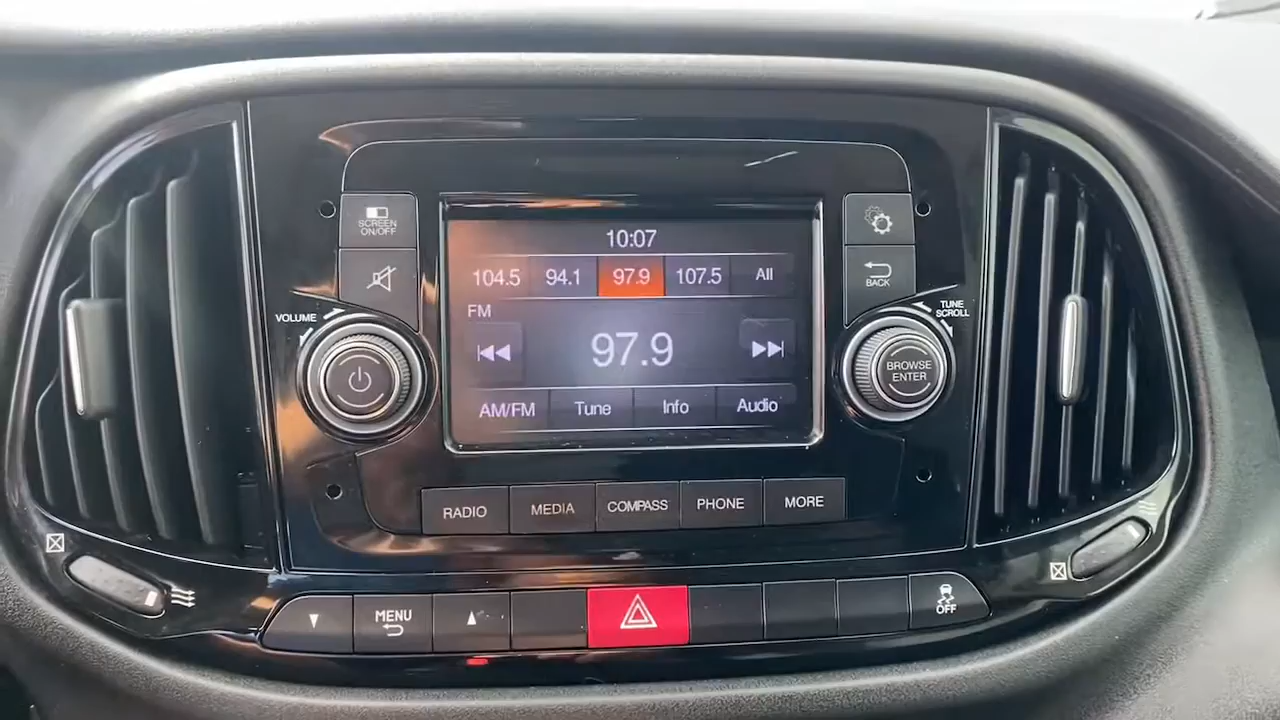 SCREEN
ON/OFF
10:07
104.5 94.1 97.9 107.5 All
FM
97.9
AM/FM Tune Info Audio
BACK
VOLUME
TUNE
SCROLL
BROWSE
ENTER
RADIO MEDIA COMPASS PHONE MORE
MENU
OFF